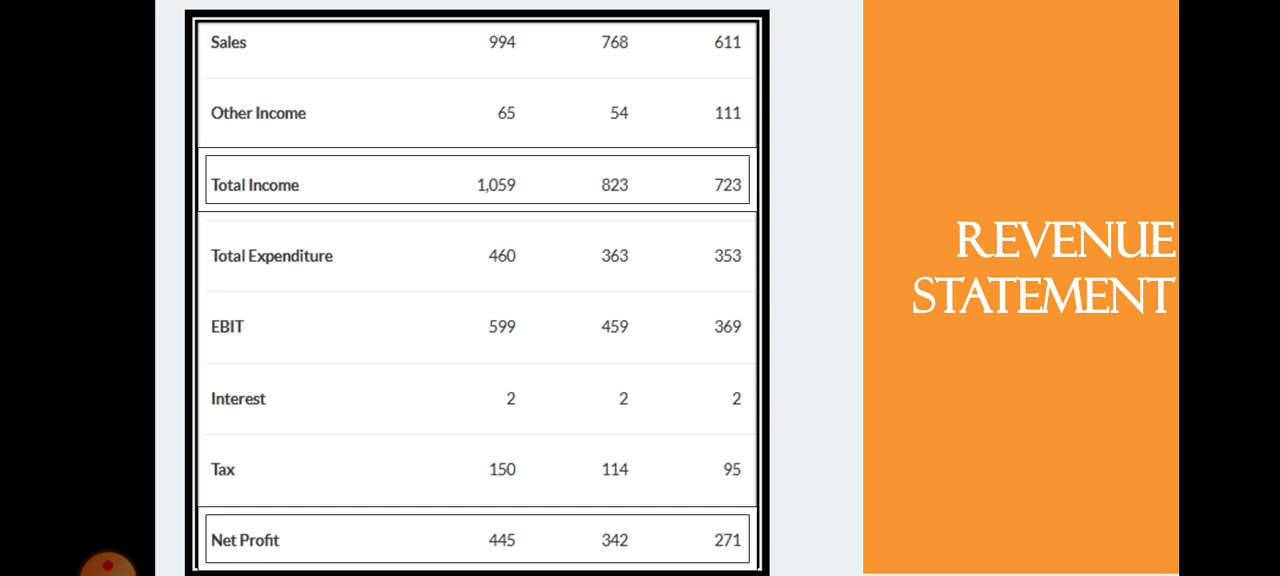 Sales 994 768 611
Other Income 65 54 111
Total Income 1,059 823 723
Total Expenditure 460 363 353
EBIT 599 459 369
Interest 2 2 2
Tax 150 114 95
Net Profit 445 342 271
REVENUE
STATEMENT